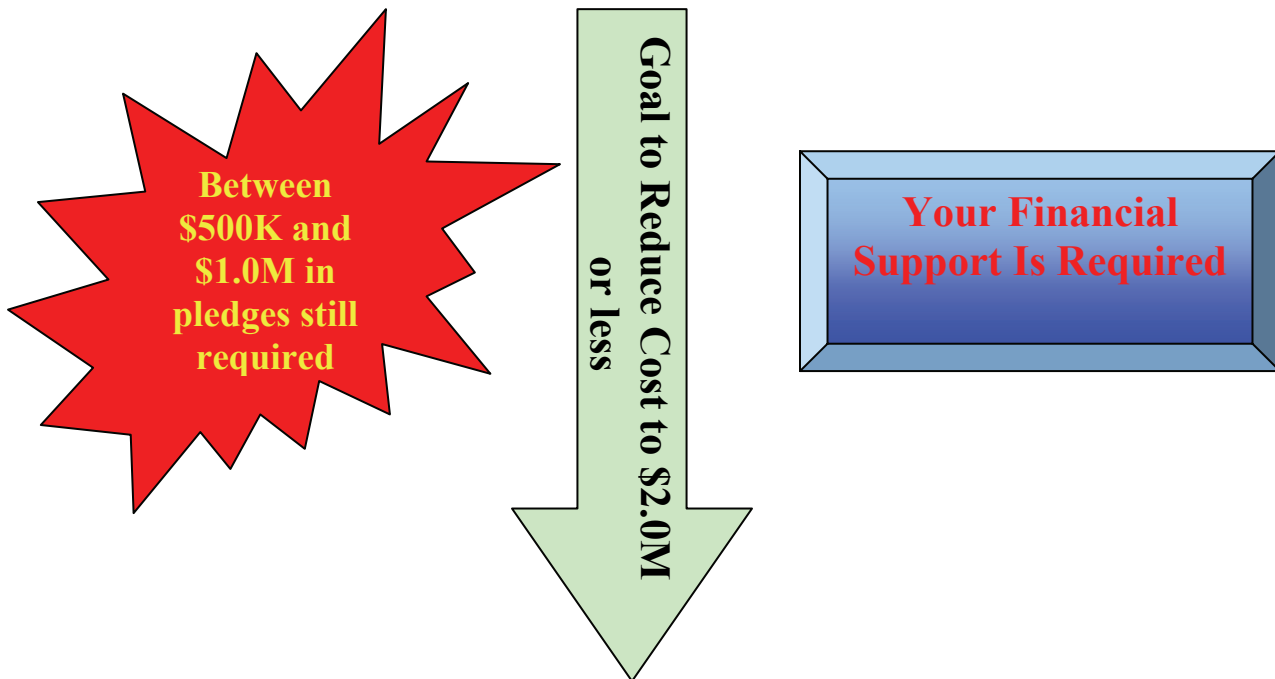 Between
$500K and
$1.0M in
pledges still
required
Goal to Reduce Cost to $2.0M
or less
Your Financial
Support Is Required